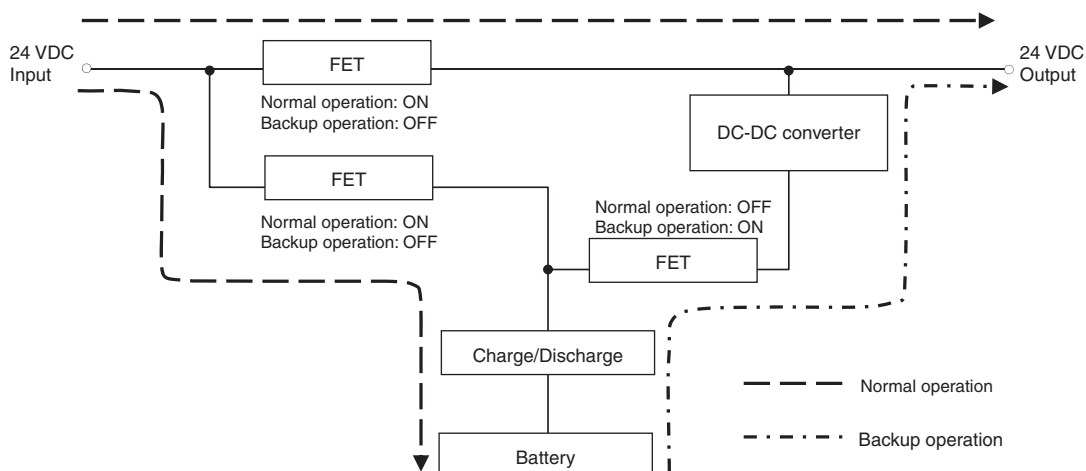 24 VDC
Input
FET
Normal operation: ON
Backup operation: OFF
24 VDC
Output
DC-DC converter
FET
Normal operation: ON
Backup operation: OFF
Normal operation: OFF
Backup operation: ON
FET
Charge/Discharge
Battery
Normal operation
Backup operation